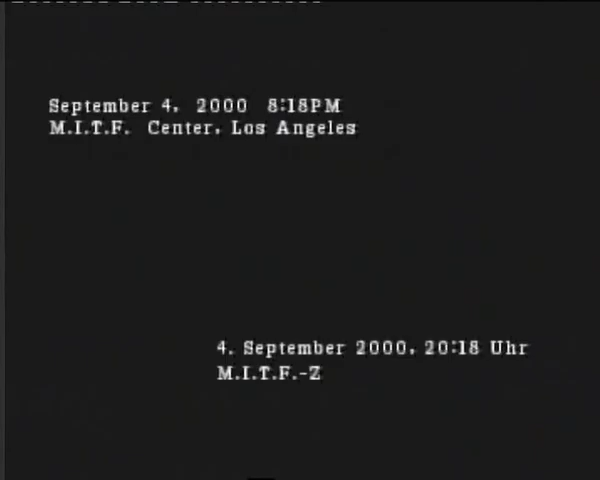 September 4, 2000 8:18PM
M.I.T.F. Center, Los Angeles
4. September 2000, 20:18 Uhr
M.I.T.F.-Z